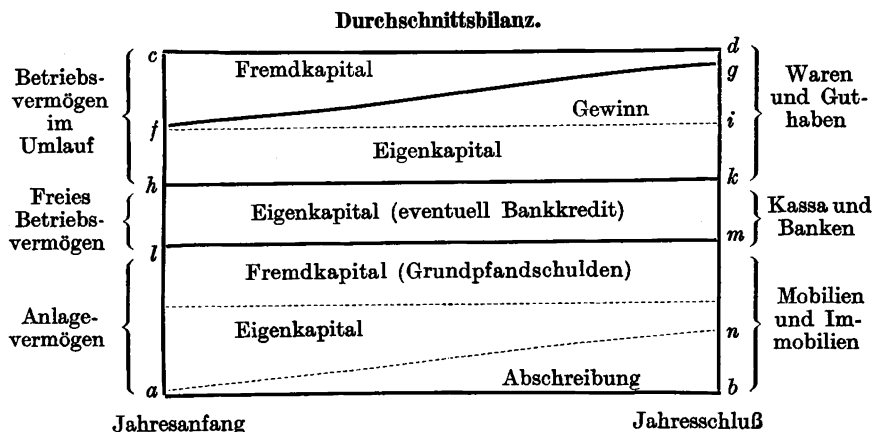 Durchschnittsbilanz.
c
d
Fremdkapital
g
Betriebs-
vermögen
im
Umlauf
Waren
und Gut-
haben
Gewinn
f
i
Eigenkapital
h
k
Freies
Betriebs-
vermögen
Eigenkapital (eventuell Bankkredit)
Kassa und
Banken
l
m
Fremdkapital (Grundpfandschulden)
Anlage-
vermögen
Eigenkapital
Mobilien
und Im-
mobilien
n
Abschreibung
a
b
Jahresanfang
Jahresschluß